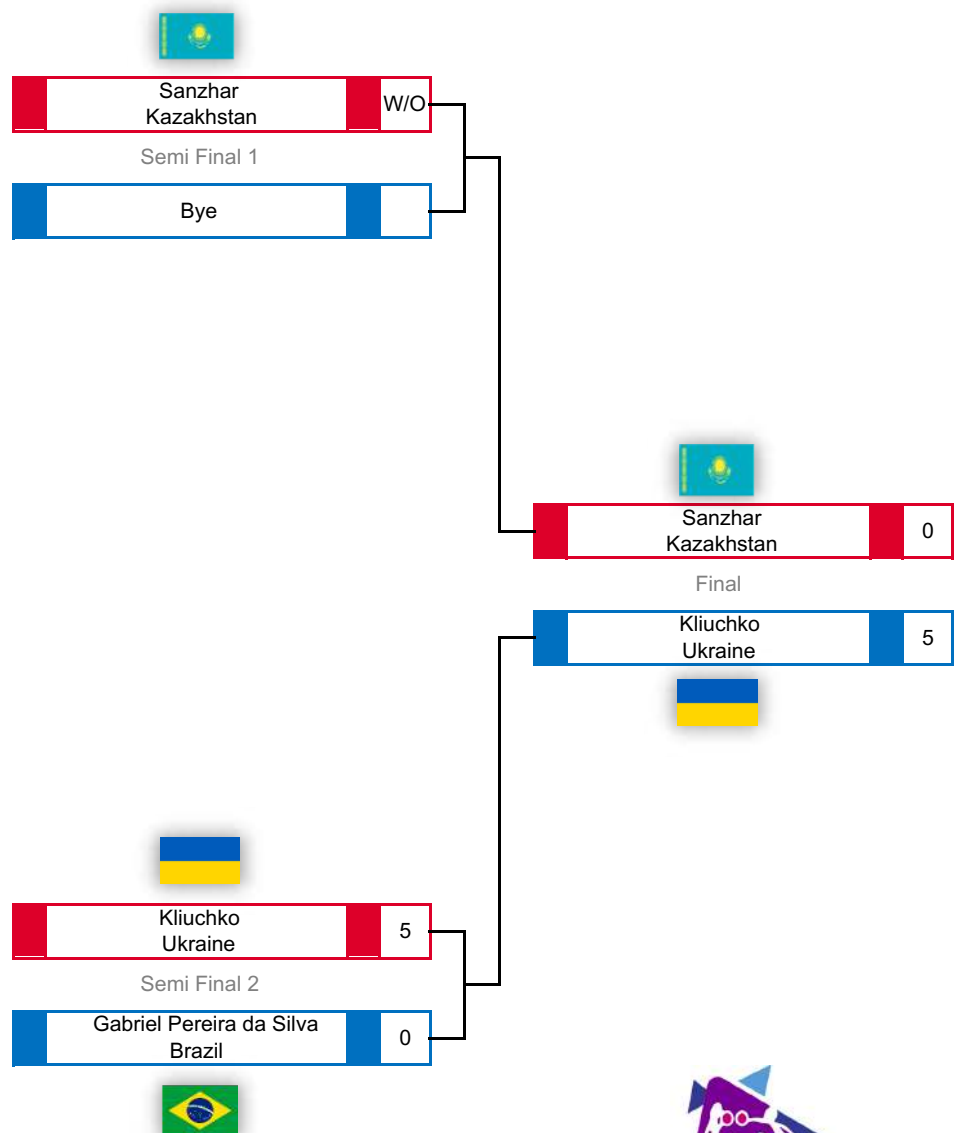 Sanzhar
Kazakhstan
W/O
Semi Final 1
Bye
Sanzhar
Kazakhstan
0
Final
Kliuchko
Ukraine
5
Kliuchko
Ukraine
5
Semi Final 2
Gabriel Pereira da Silva
Brazil
0